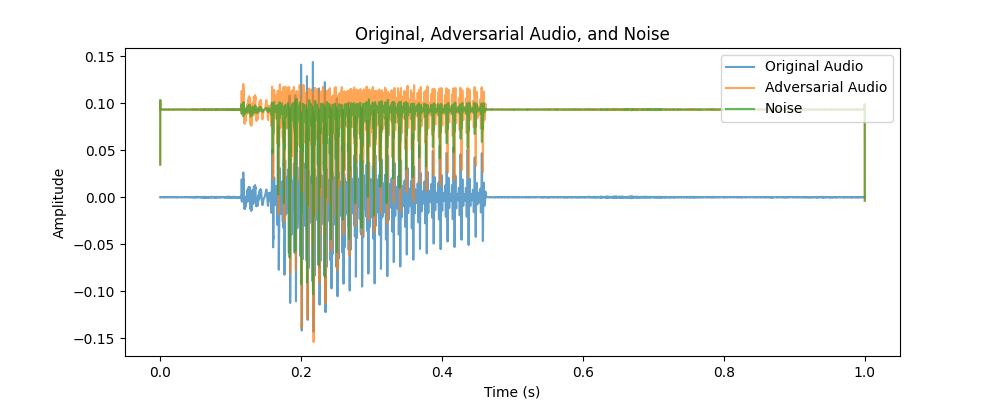 Original, Adversarial Audio, and Noise
Original Audio
Adversarial Audio
Noise
0.15
0.10
0.05
0.00
−0.05
−0.10
−0.15
Amplitude
0.0 0.2 0.4 0.6 0.8 1.0
Time (s)